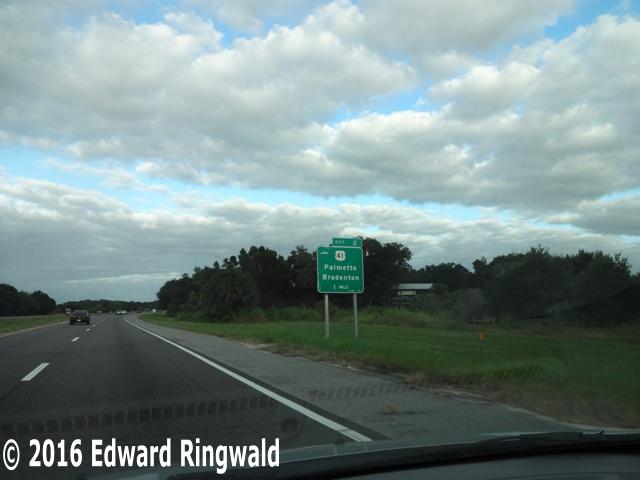 EXIT 2
41
Palmetto
Bradenton
1 MILE
© 2016 Edward Ringwald